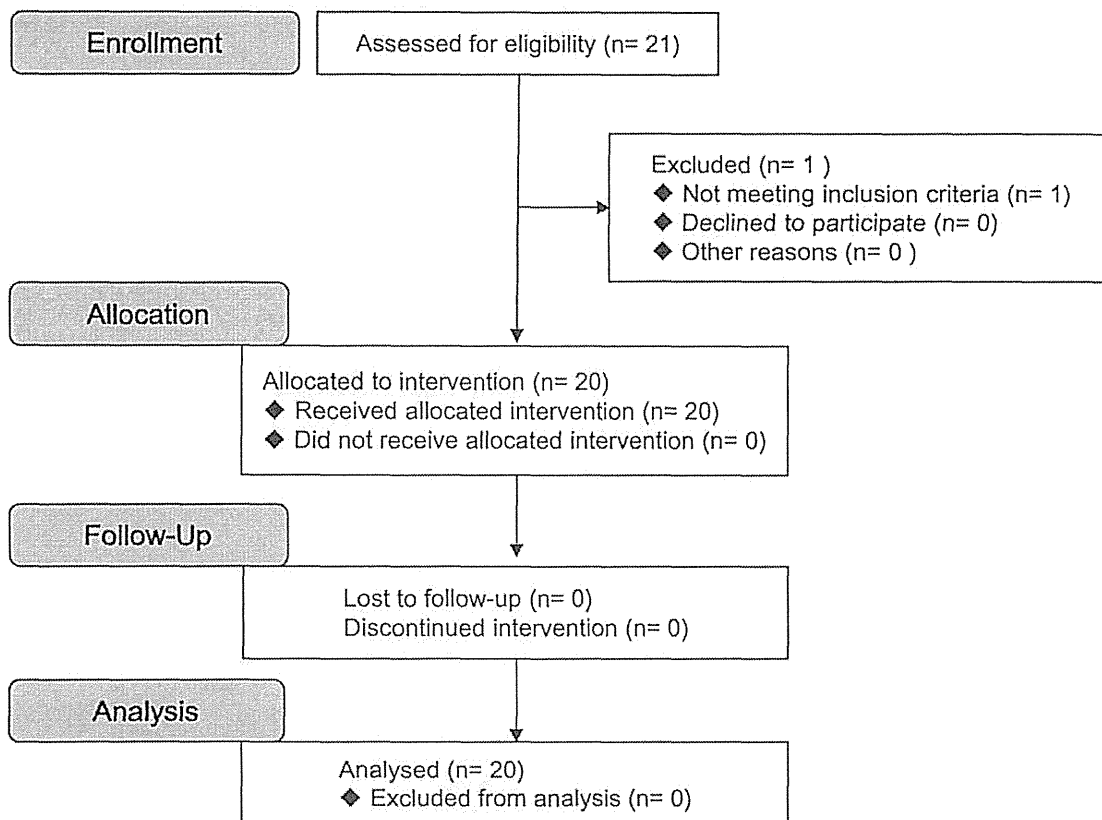 Enrollment
Assessed for eligibility (n= 21)
Excluded (n= 1 )
◆ Not meeting inclusion criteria (n= 1)
◆ Declined to participate (n= 0)
◆ Other reasons (n= 0 )
Allocation
Allocated to intervention (n= 20)
◆ Received allocated intervention (n= 20)
◆ Did not receive allocated intervention (n= 0)
Follow-Up
Lost to follow-up (n= 0)
Discontinued intervention (n= 0)
Analysis
Analysed (n= 20)
◆ Excluded from analysis (n= 0)